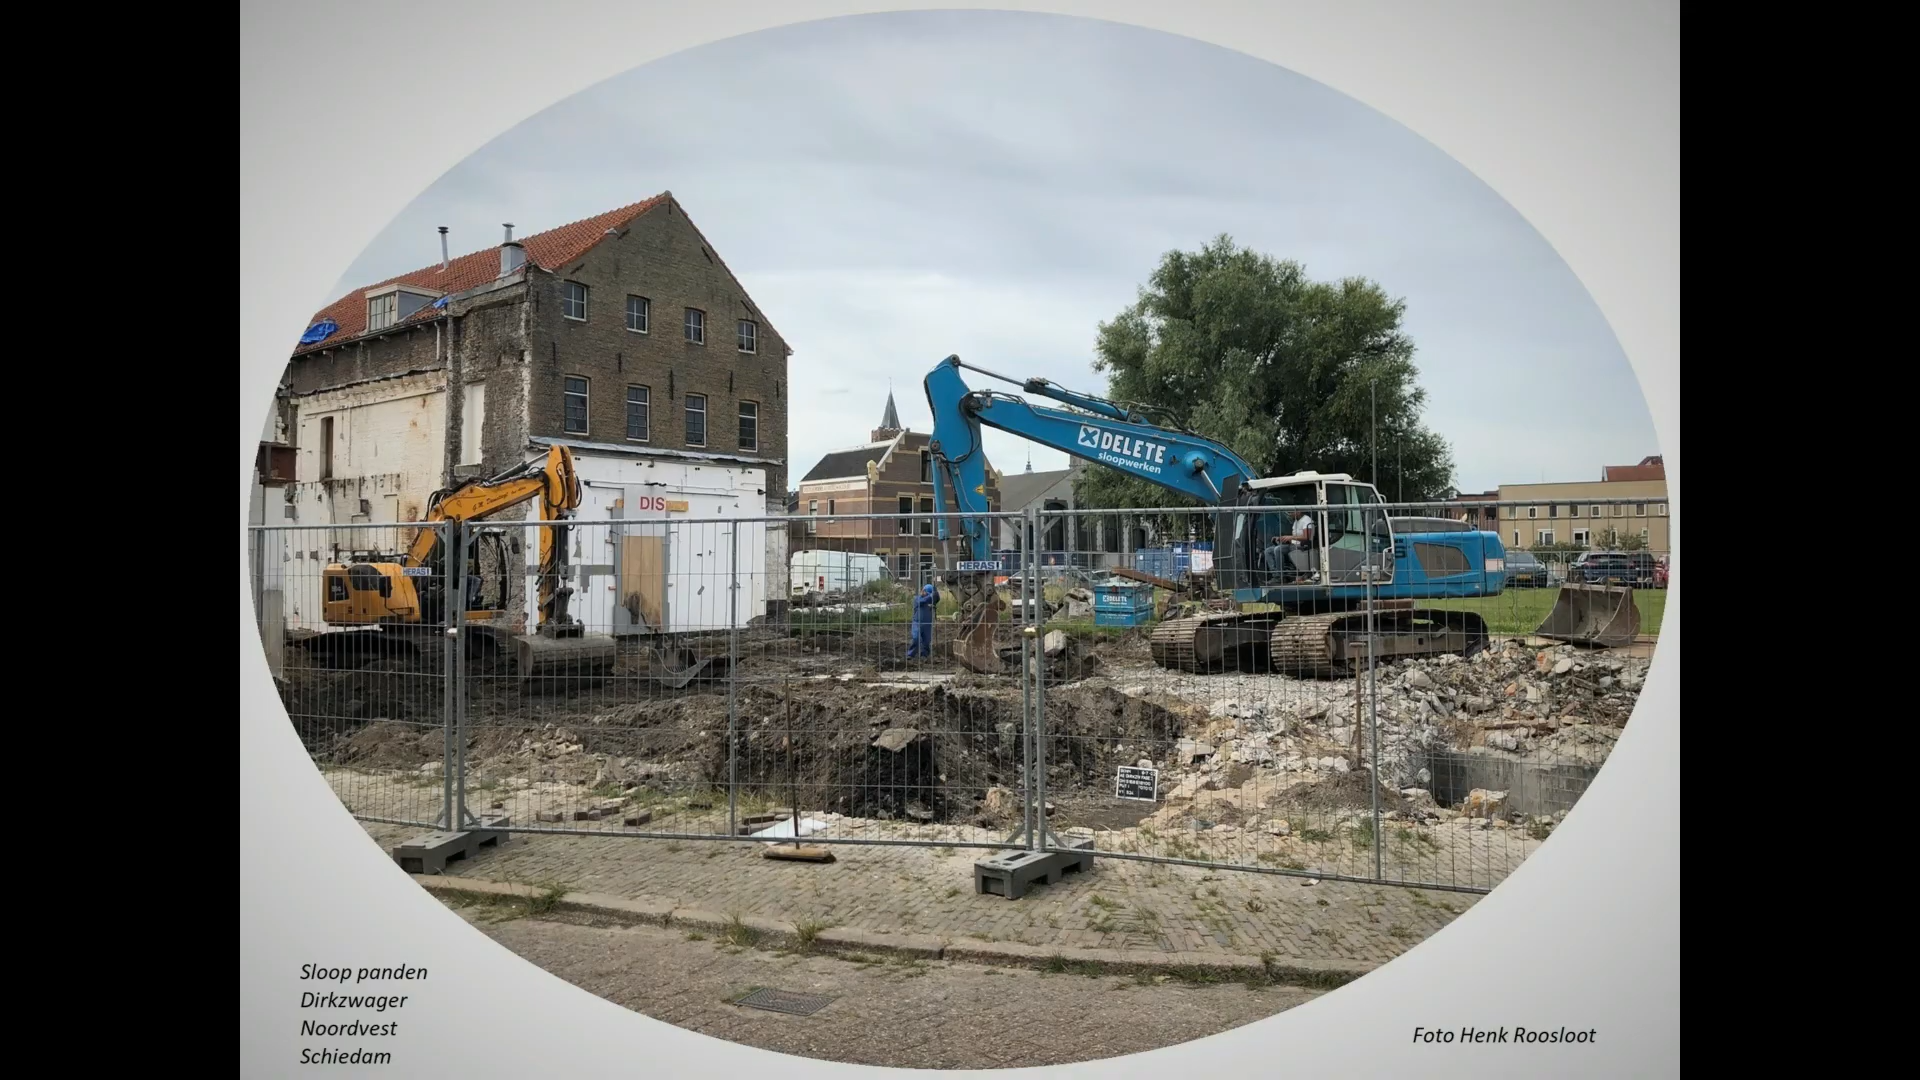 DELETE
sloopwerken
DIS
HERAS
HERAS
DELETE
Sloop panden
Dirkzwager
Noordvest
Schiedam
Foto Henk Roosloot